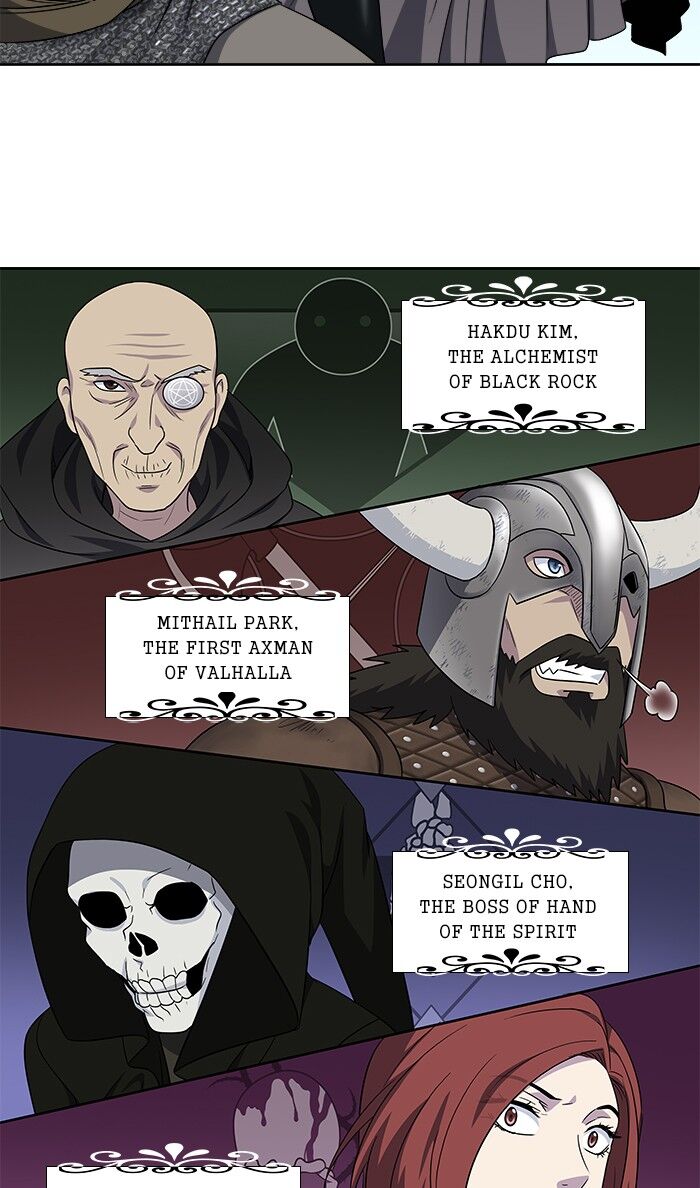 HAKDU KIM,
THE ALCHEMIST
OF BLACK ROCK
MITHAIL PARK,
THE FIRST AXMAN
OF VALHALLA
SEONGIL CHO,
THE BOSS OF HAND
OF THE SPIRIT